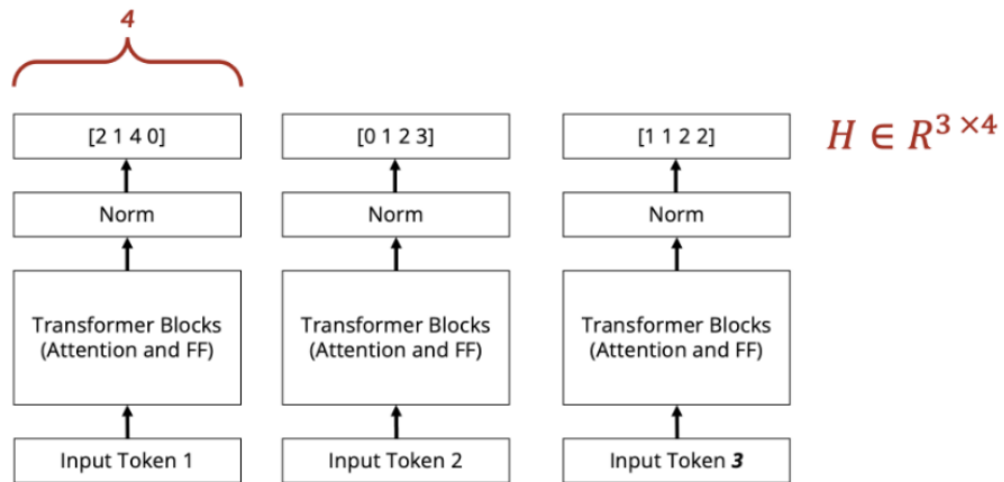 4
[2 1 4 0]
[0 1 2 3]
[1 1 2 2]
H ∈ R^{3 ×4}
Norm
Norm
Norm
Transformer Blocks
(Attention and FF)
Transformer Blocks
(Attention and FF)
Transformer Blocks
(Attention and FF)
Input Token 1
Input Token 2
Input Token 3